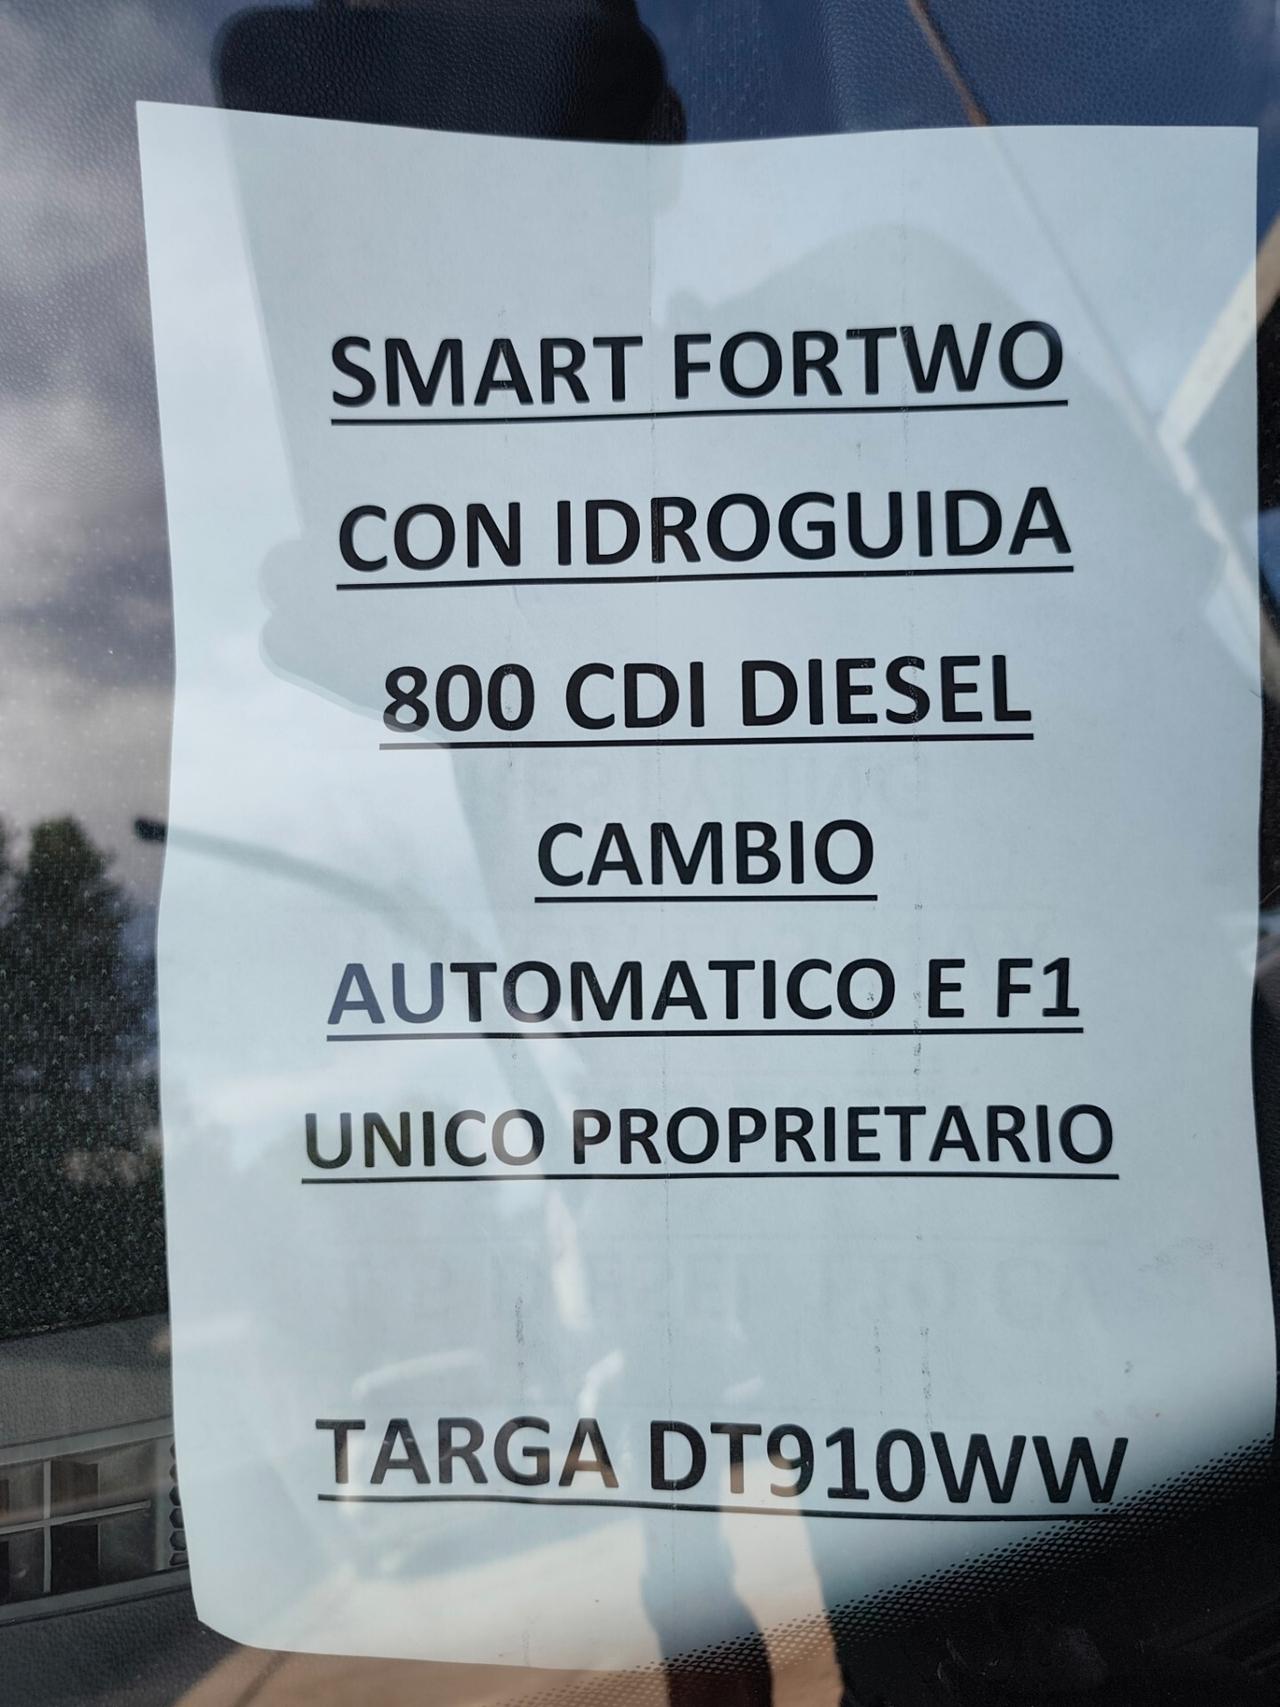 SMART FORTWO
CON IDROGUIDA
800 CDI DIESEL
CAMBIO
AUTOMATICO E F1
UNICO PROPRIETARIO
TARGA DT910WW